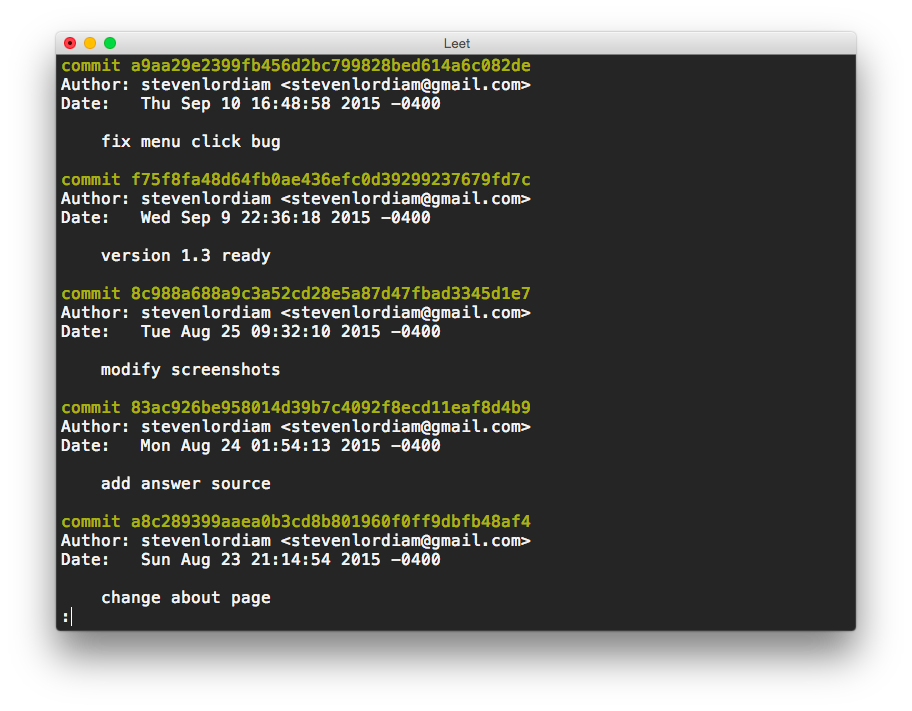 Leet
commit a9aa29e2399fb456d2bc799828bed614a6c082de
Author: stevenlordiam <stevenlordiam@gmail.com>
Date:   Thu Sep 10 16:48:58 2015 -0400
    fix menu click bug
commit f75f8fa48d64fb0ae436efc0d39299237679fd7c
Author: stevenlordiam <stevenlordiam@gmail.com>
Date:   Wed Sep 9 22:36:18 2015 -0400
    version 1.3 ready
commit 8c988a688a9c3a52cd28e5a87d47fbad3345d1e7
Author: stevenlordiam <stevenlordiam@gmail.com>
Date:   Tue Aug 25 09:32:10 2015 -0400
    modify screenshots
commit 83ac926be958014d39b7c4092f8ecd11eaf8d4b9
Author: stevenlordiam <stevenlordiam@gmail.com>
Date:   Mon Aug 24 01:54:13 2015 -0400
    add answer source
commit a8c289399aaea0b3cd8b801960f0ff9dbfb48af4
Author: stevenlordiam <stevenlordiam@gmail.com>
Date:   Sun Aug 23 21:14:54 2015 -0400
    change about page
: